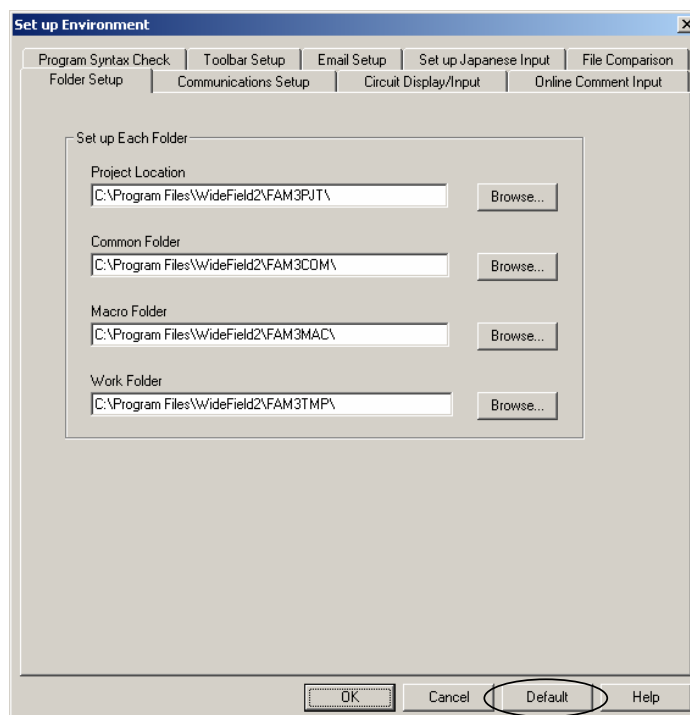 Set up Environment
Program Syntax Check Toolbar Setup Email Setup Set up Japanese Input File Comparison
Folder Setup Communications Setup Circuit Display/Input Online Comment Input
Set up Each Folder
Project Location
C:\Program Files\WideField2\FAM3PJT\ Browse...
Common Folder
C:\Program Files\WideField2\FAM3COM\ Browse...
Macro Folder
C:\Program Files\WideField2\FAM3MAC\ Browse...
Work Folder
C:\Program Files\WideField2\FAM3TMP\ Browse...
OK Cancel Default Help